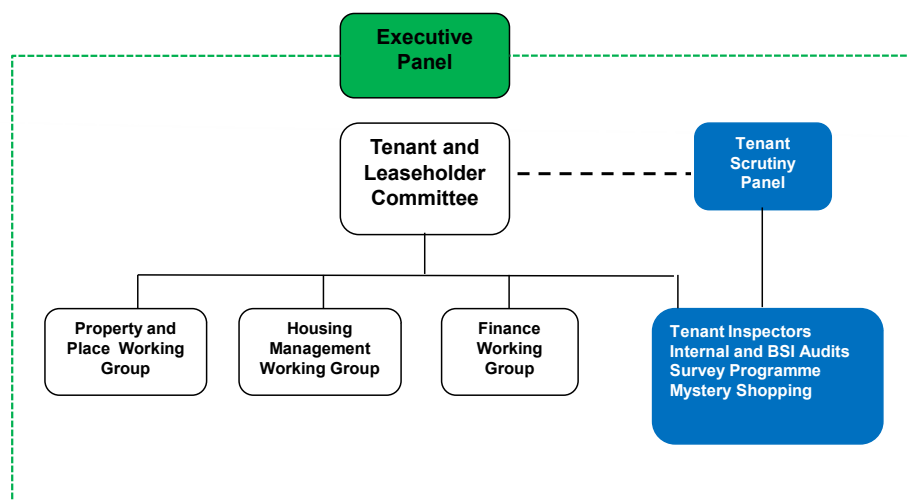 Executive
Panel
Tenant and
Leaseholder
Committee
Tenant
Scrutiny
Panel
Property and
Place Working
Group
Housing
Management
Working Group
Finance
Working
Group
Tenant Inspectors
Internal and BSI Audits
Survey Programme
Mystery Shopping